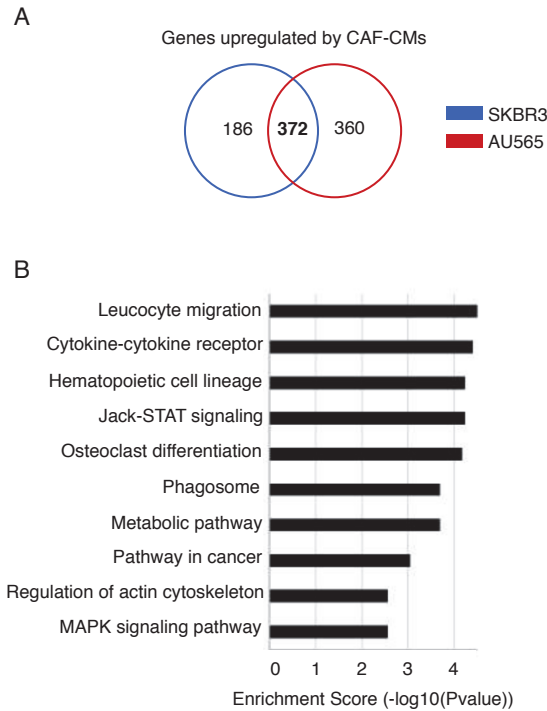 A
Genes upregulated by CAF-CMs
186 372 360
SKBR3
AU565
B
Leucocyte migration
Cytokine-cytokine receptor
Hematopoietic cell lineage
Jack-STAT signaling
Osteoclast differentiation
Phagosome
Metabolic pathway
Pathway in cancer
Regulation of actin cytoskeleton
MAPK signaling pathway
0 1 2 3 4
Enrichment Score (-log10(Pvalue))